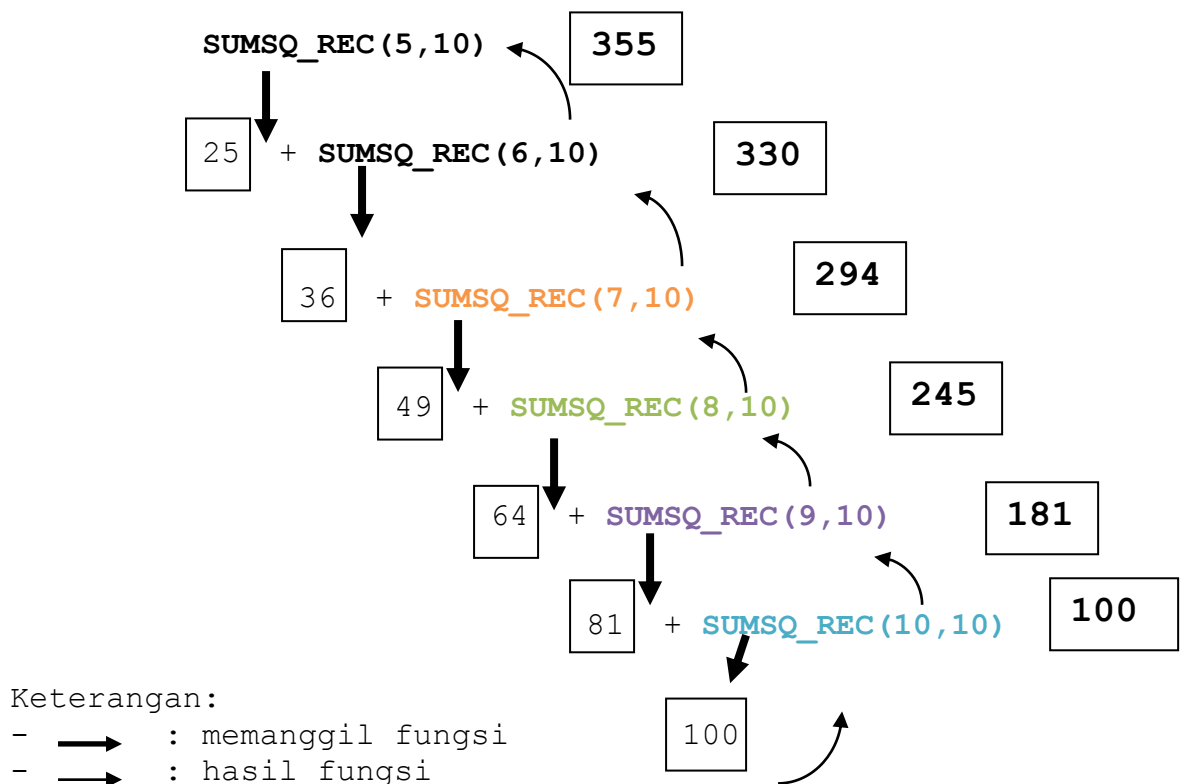 SUMSQ_REC(5,10) 355
25 + SUMSQ_REC(6,10) 330
36 + SUMSQ_REC(7,10) 294
49 + SUMSQ_REC(8,10) 245
64 + SUMSQ_REC(9,10) 181
81 + SUMSQ_REC(10,10) 100
100
Keterangan:
- : memanggil fungsi
- : hasil fungsi